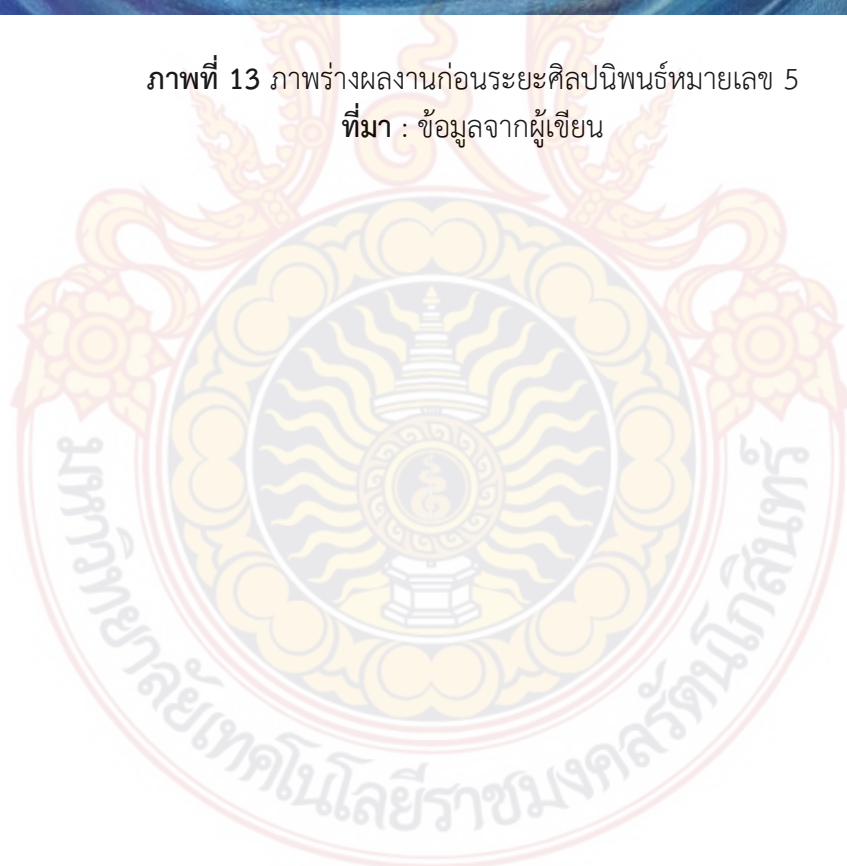 ภาพที่ 13 ภาพร่างผลงานก่อนระยะศิลปนิพนธ์หมายเลข 5
ที่มา : ข้อมูลจากผู้เขียน
มหาวิทยาลัยเทคโนโลยีราชมงคลรัตนโกสินทร์